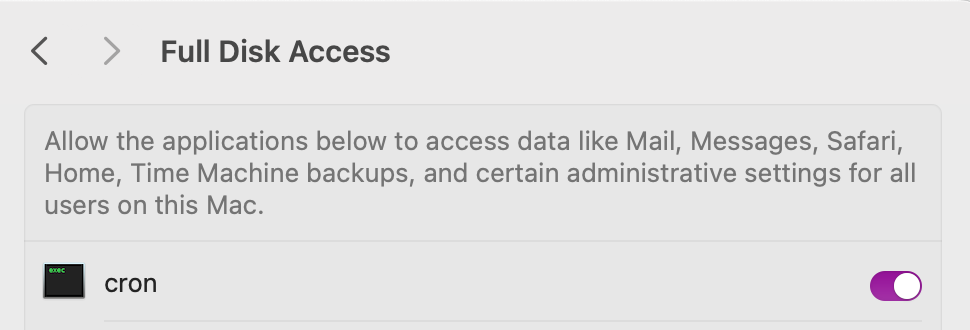 Full Disk Access
Allow the applications below to access data like Mail, Messages, Safari,
Home, Time Machine backups, and certain administrative settings for all
users on this Mac.
exec
cron